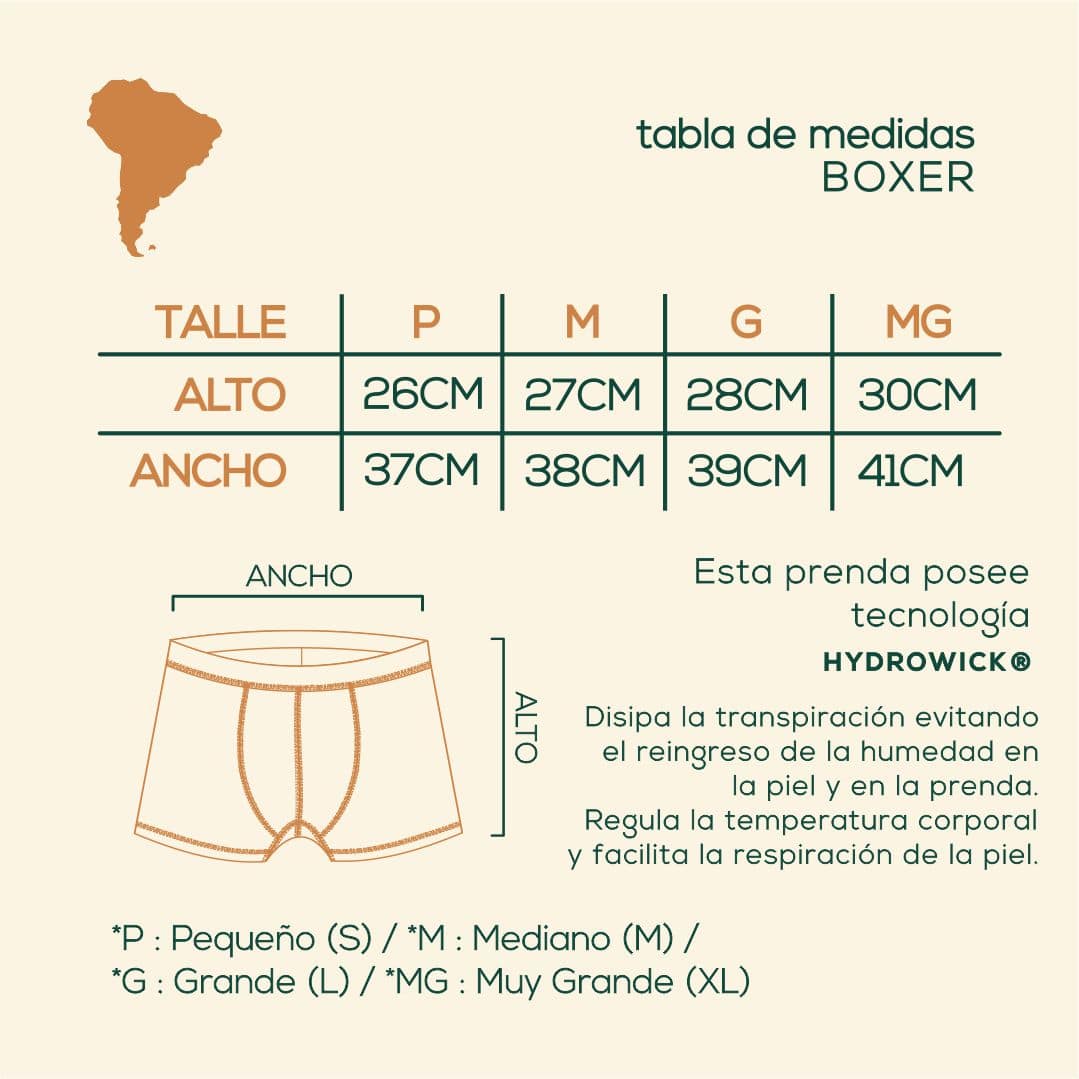 tabla de medidas
BOXER
TALLE P M G MG
ALTO 26CM 27CM 28CM 30CM
ANCHO 37CM 38CM 39CM 41CM
ANCHO
ALTO
Esta prenda posee
tecnología
HYDROWICK®
Disipa la transpiración evitando
el reingreso de la humedad en
la piel y en la prenda.
Regula la temperatura corporal
y facilita la respiración de la piel.
*P : Pequeño (S) / *M : Mediano (M) /
*G : Grande (L) / *MG : Muy Grande (XL)